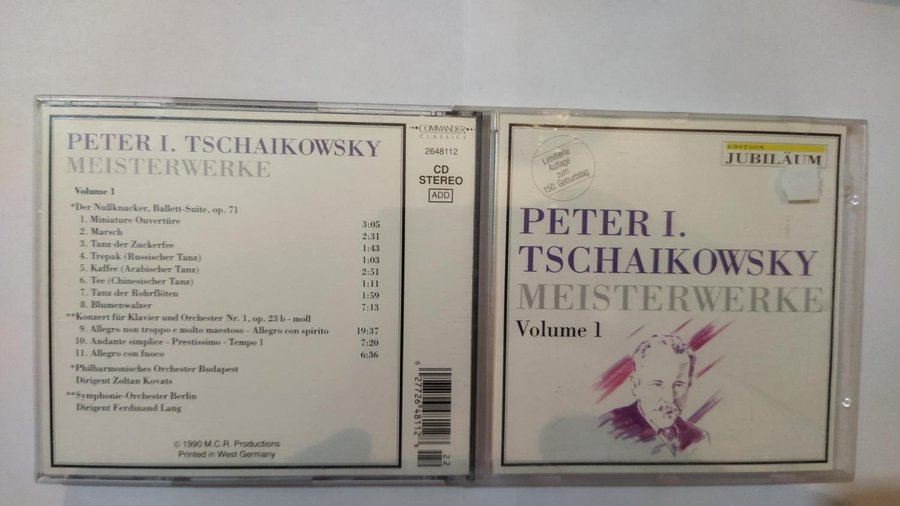 PETER I. TSCHAIKOWSKY
MEISTERWERKE
Volume 1
*Der Nußknacker, Ballett-Suite, op. 71
1. Miniature Ouvertüre 3:05
2. Marsch 2:31
3. Tanz der Zuckerfee 1:43
4. Trepak (Russischer Tanz) 1:03
5. Kaffee (Arabischer Tanz) 2:51
6. Tee (Chinesischer Tanz) 1:11
7. Tanz der Rohrflöten 1:59
8. Blumenwalzer 7:13
**Konzert für Klavier und Orchester Nr. 1, op. 23 b - moll
9. Allegro non troppo e molto maestoso - Allegro con spirito 19:37
10. Andante simplice - Prestissimo - Tempo 1 7:20
11. Allegro con fuoco 6:36
*Philharmonisches Orchester Budapest
Dirigent Zoltan Kovats
**Symphonie-Orchester Berlin
Dirigent Ferdinand Lang
© 1990 M.C.R. Productions
Printed in West Germany
COMMANDER
CLASSICS
2648112
CD
STEREO
ADD
0 27726 48112 22
Limitierte
Auflage
zum
150. Geburtstag
EDITION
JUBILÄUM
PETER I.
TSCHAIKOWSKY
MEISTERWERKE
Volume 1